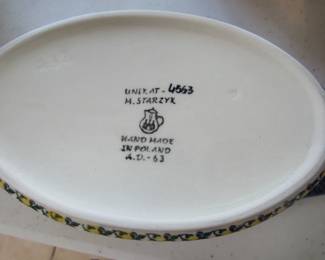 UNIKAT - 4563
M. STARZYK
HAND MADE
IN POLAND
A.D. - 63